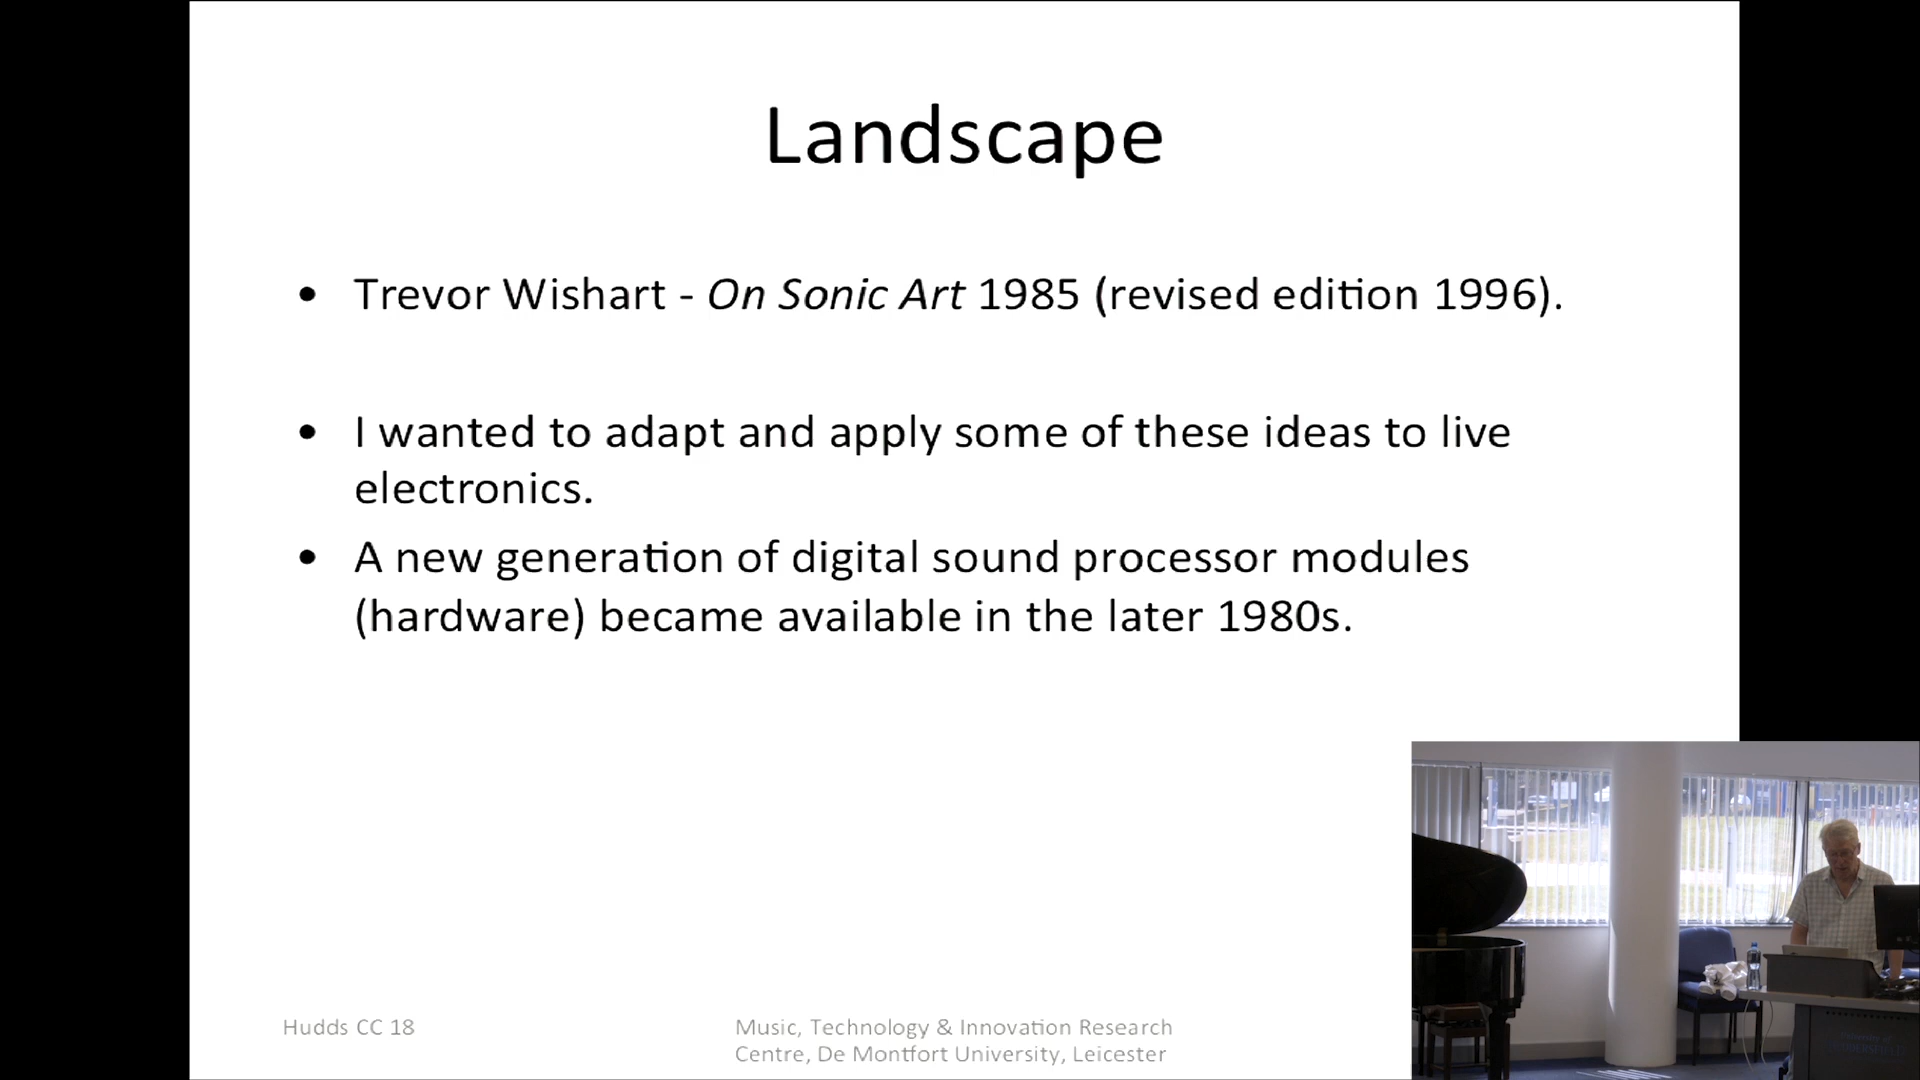 Landscape
• Trevor Wishart - On Sonic Art 1985 (revised edition 1996).
• I wanted to adapt and apply some of these ideas to live
electronics.
• A new generation of digital sound processor modules
(hardware) became available in the later 1980s.
Hudds CC 18
Music, Technology & Innovation Research
Centre, De Montfort University, Leicester